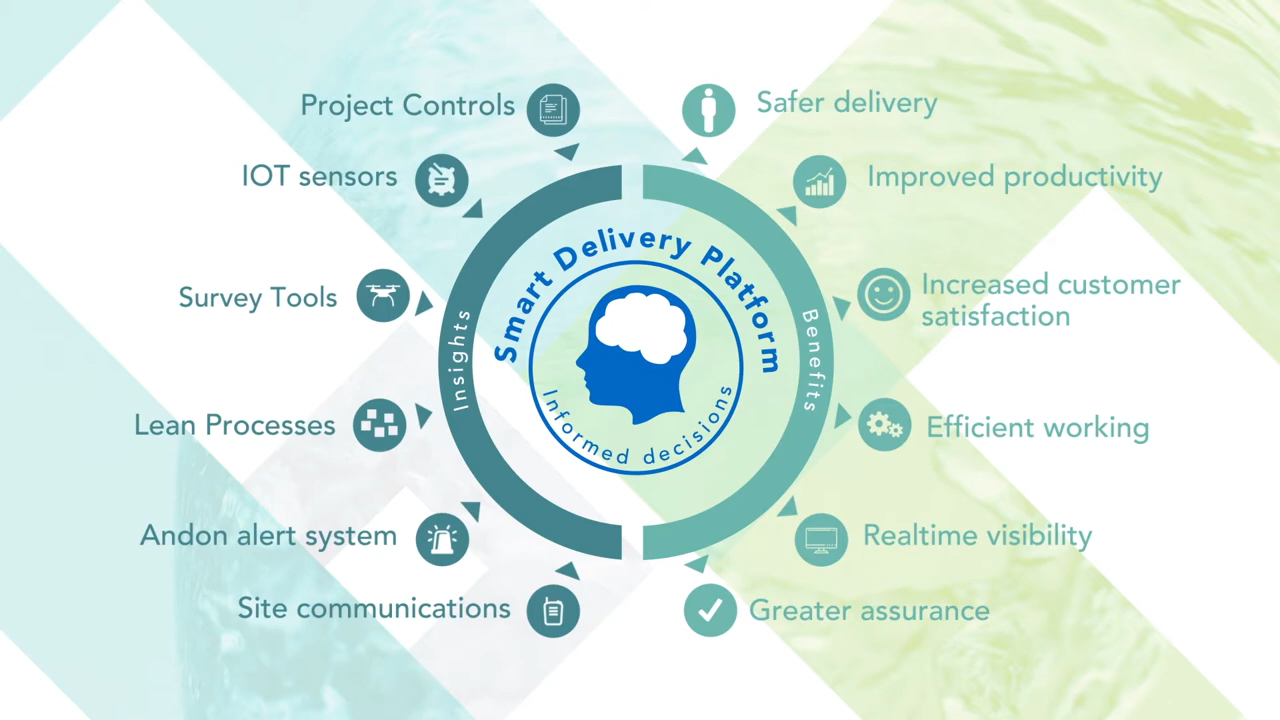 Project Controls
IOT sensors
Survey Tools
Lean Processes
Andon alert system
Site communications
Insights
Smart Delivery Platform
Informed decisions
Benefits
Safer delivery
Improved productivity
Increased customer
satisfaction
Efficient working
Realtime visibility
Greater assurance